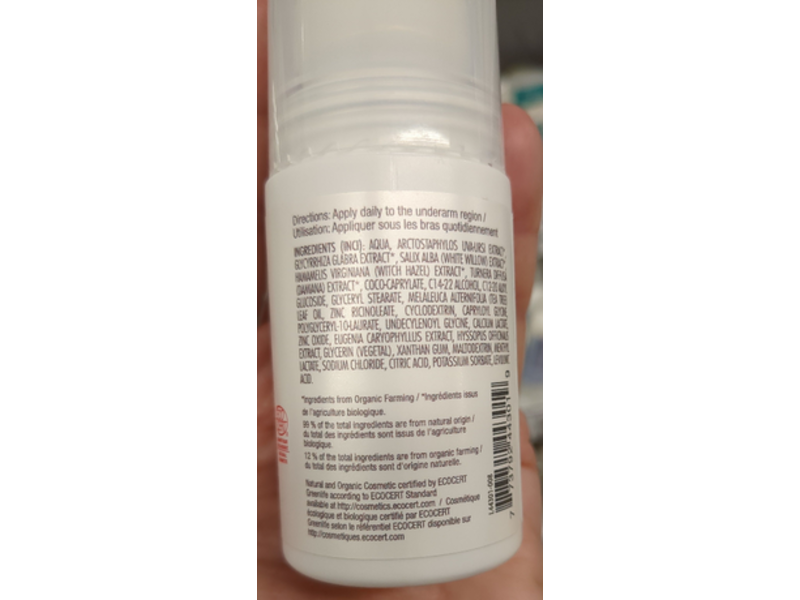 Directions: Apply daily to the underarm region /
Utilisation: Appliquer sous les bras quotidiennement
INGREDIENTS (INCI): AQUA, ARCTOSTAPHYLOS UVA-URSI EXTRACT*,
GLYCYRRHIZA GLABRA EXTRACT*, SALIX ALBA (WHITE WILLOW) EXTRACT*,
HAMAMELIS VIRGINIANA (WITCH HAZEL) EXTRACT*, TURNERA DIFFUSA
(DAMIANA) EXTRACT*, COCO-CAPRYLATE, C14-22 ALCOHOL, C12-20 ALKYL
GLUCOSIDE, GLYCERYL STEARATE, MELALEUCA ALTERNIFOLIA (TEA TREE)
LEAF OIL, ZINC RICINOLEATE, CYCLODEXTRIN, CAPRYLOYL GLYCINE,
POLYGLYCERYL-10-LAURATE, UNDECYLENOYL GLYCINE, CALCIUM LACTATE,
ZINC OXIDE, EUGENIA CARYOPHYLLUS EXTRACT, HYSSOPUS OFFICINALIS
EXTRACT, GLYCERIN (VEGETAL), XANTHAN GUM, MALTODEXTRIN, MENTHYL
LACTATE, SODIUM CHLORIDE, CITRIC ACID, POTASSIUM SORBATE, LEVULINIC
ACID.
*Ingredients from Organic Farming / *Ingrédients issus
de l'agriculture biologique.
99 % of the total ingredients are from natural origin /
du total des ingrédients sont issus de l'agriculture
biologique.
12 % of the total ingredients are from organic farming /
du total des ingrédients sont d'origine naturelle.
Natural and Organic Cosmetic certified by ECOCERT
Greenlife according to ECOCERT Standard
available at http://cosmetics.ecocert.com / Cosmétique
écologique et biologique certifié par ECOCERT
Greenlife selon le référentiel ECOCERT disponible sur
http://cosmetiques.ecocert.com
L44301-008
7 73702 44301 9